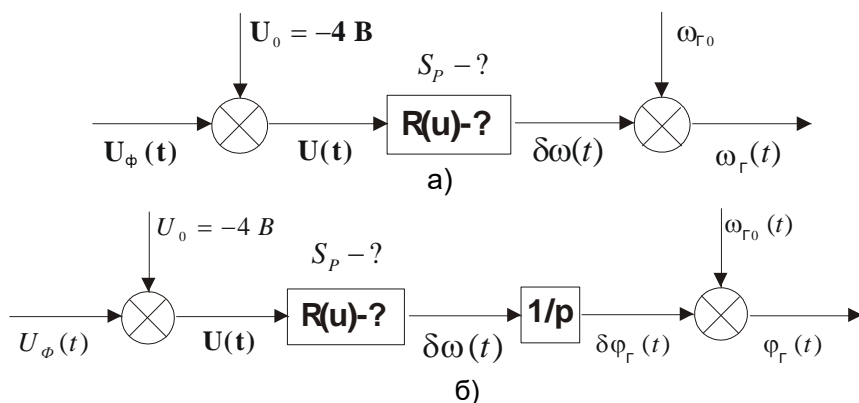 U₀ = −4 В
ω_Г0
S_P − ?
R(u)-?
U_ф(t)
U(t)
δω(t)
ω_Г(t)
а)
U₀ = −4 B
ω_Г0(t)
S_P − ?
R(u)-?
1/p
U_Ф(t)
U(t)
δω(t)
δφ_Г(t)
φ_Г(t)
б)